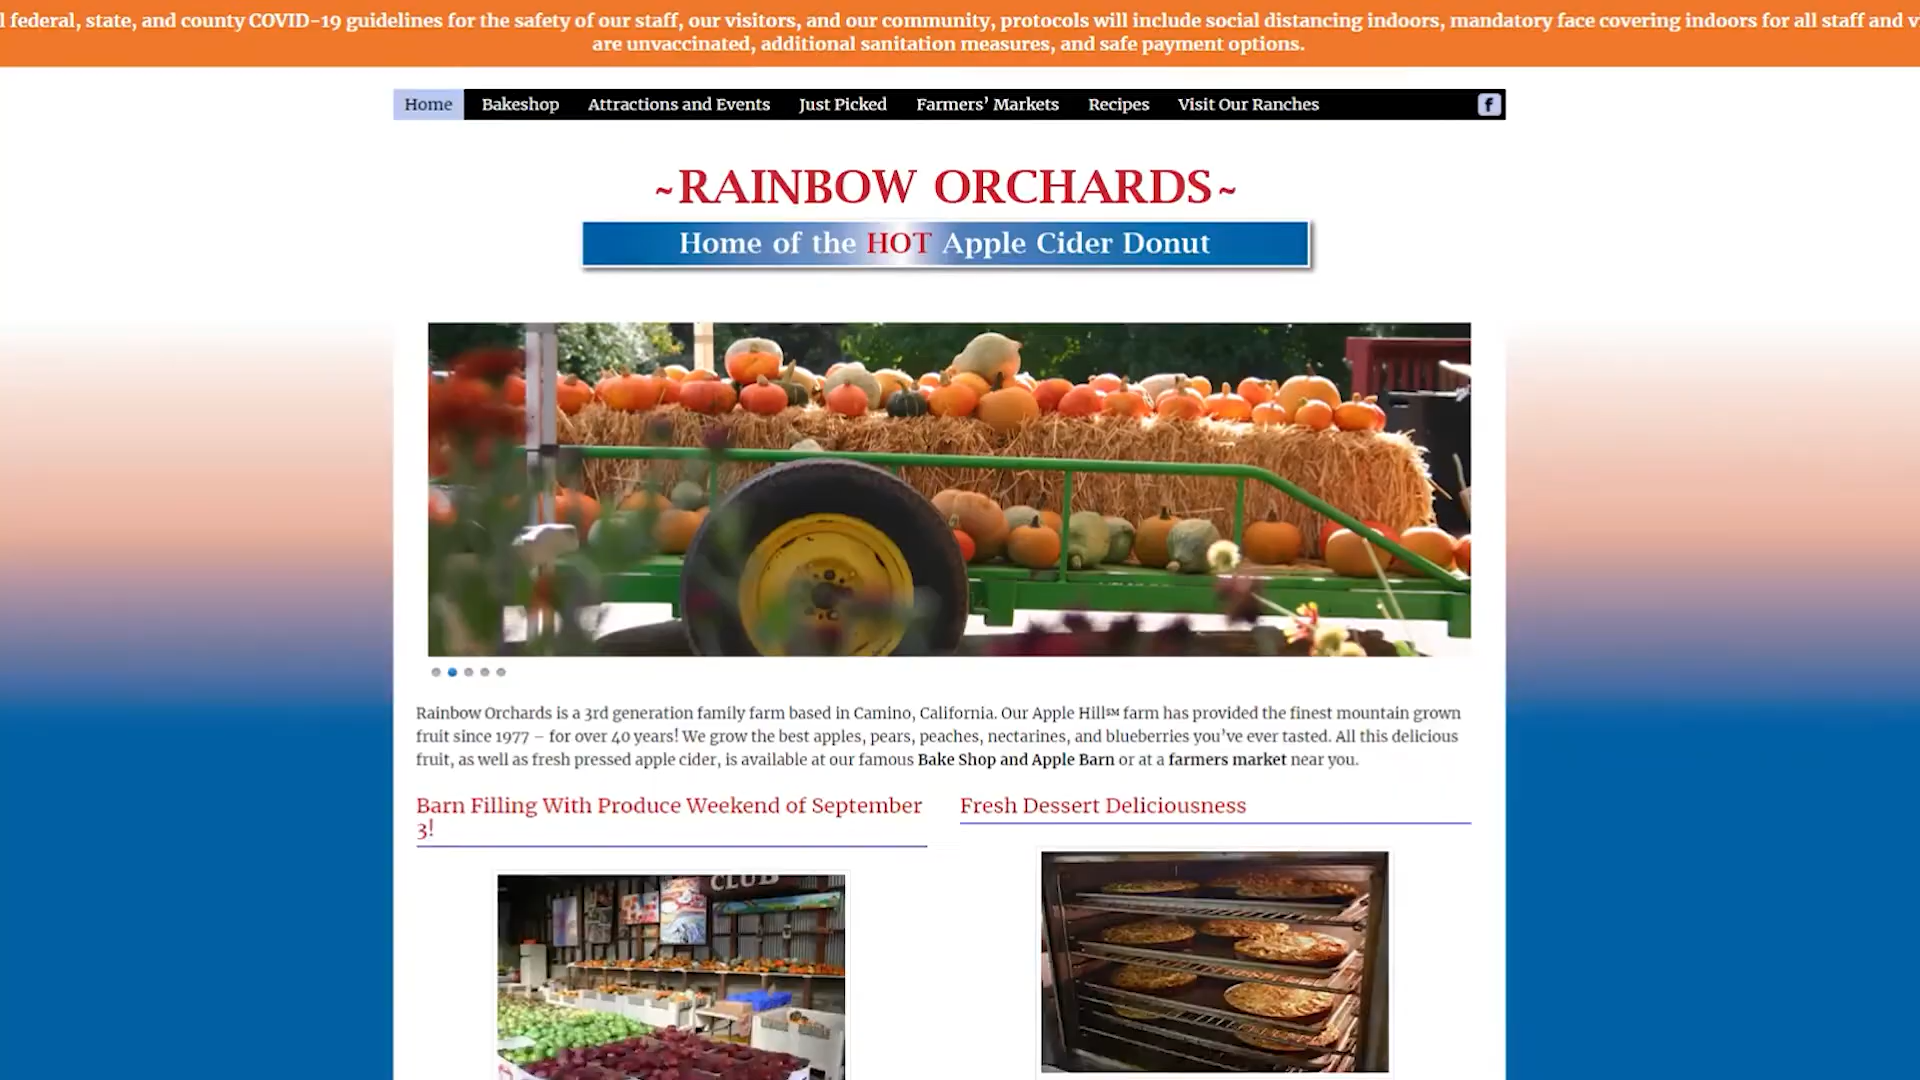 federal, state, and county COVID-19 guidelines for the safety of our staff, our visitors, and our community, protocols will include social distancing indoors, mandatory face covering indoors for all staff and
are unvaccinated, additional sanitation measures, and safe payment options.
Home Bakeshop Attractions and Events Just Picked Farmers’ Markets Recipes Visit Our Ranches f
~RAINBOW ORCHARDS~
Home of the HOT Apple Cider Donut
Rainbow Orchards is a 3rd generation family farm based in Camino, California. Our Apple Hill℠ farm has provided the finest mountain grown
fruit since 1977 – for over 40 years! We grow the best apples, pears, peaches, nectarines, and blueberries you’ve ever tasted. All this delicious
fruit, as well as fresh pressed apple cider, is available at our famous Bake Shop and Apple Barn or at a farmers market near you.
Barn Filling With Produce Weekend of September
3!
Fresh Dessert Deliciousness
CLUB